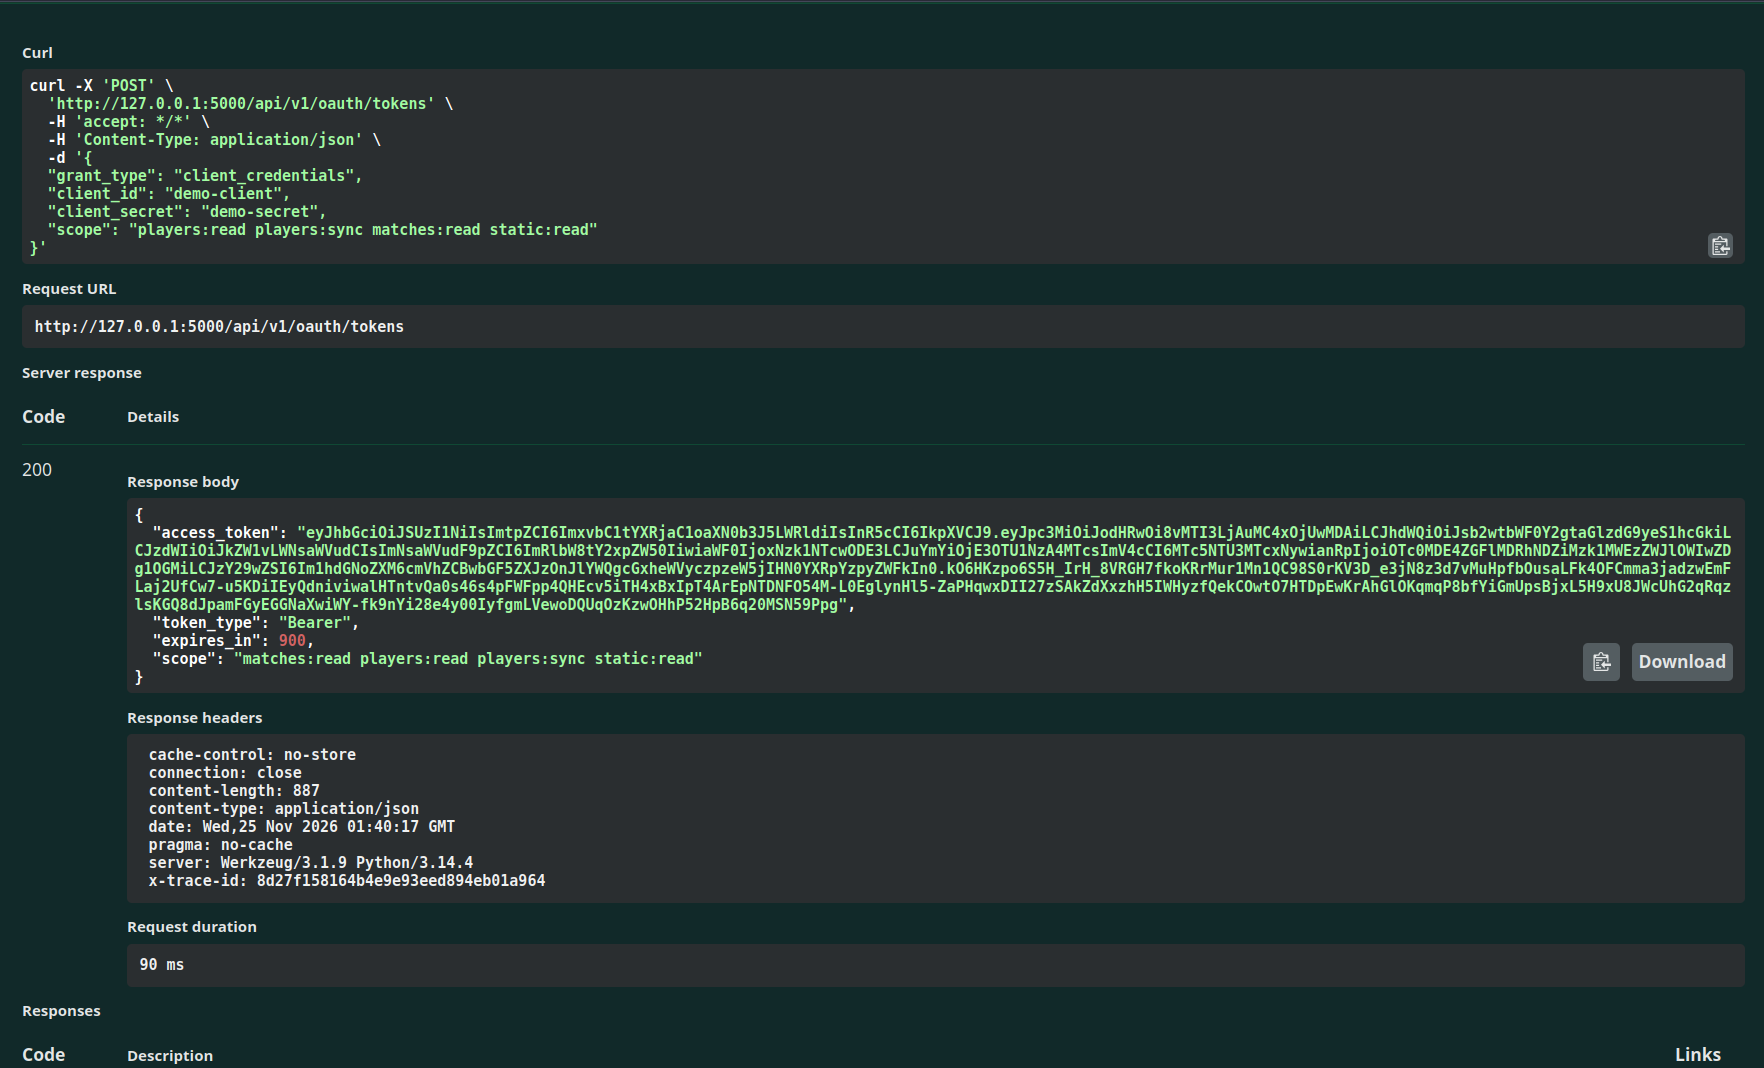 Curl
curl -X 'POST' \
  'http://127.0.0.1:5000/api/v1/oauth/tokens' \
  -H 'accept: */*' \
  -H 'Content-Type: application/json' \
  -d '{
  "grant_type": "client_credentials",
  "client_id": "demo-client",
  "client_secret": "demo-secret",
  "scope": "players:read players:sync matches:read static:read"
}'
Request URL
http://127.0.0.1:5000/api/v1/oauth/tokens
Server response
Code Details
200
Response body
{
  "access_token":
  "token_type": "Bearer",
  "expires_in": 900,
  "scope": "matches:read players:read players:sync static:read"
}
Download
Response headers
cache-control: no-store
connection: close
content-length: 887
content-type: application/json
date: Wed,25 Nov 2026 01:40:17 GMT
pragma: no-cache
server: Werkzeug/3.1.9 Python/3.14.4
x-trace-id: 8d27f158164b4e9e93eed894eb01a964
Request duration
90 ms
Responses
Code Description Links